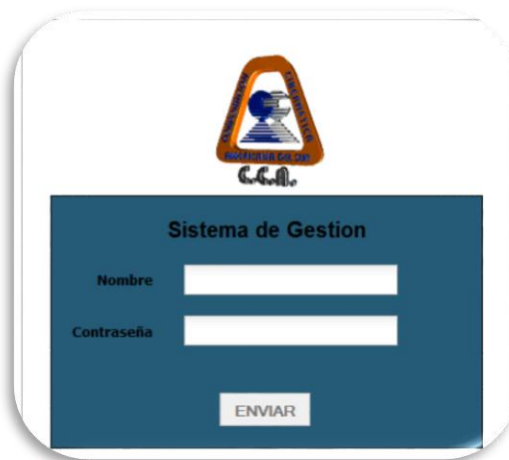 C.C.A.
Sistema de Gestion
Nombre
Contraseña
ENVIAR